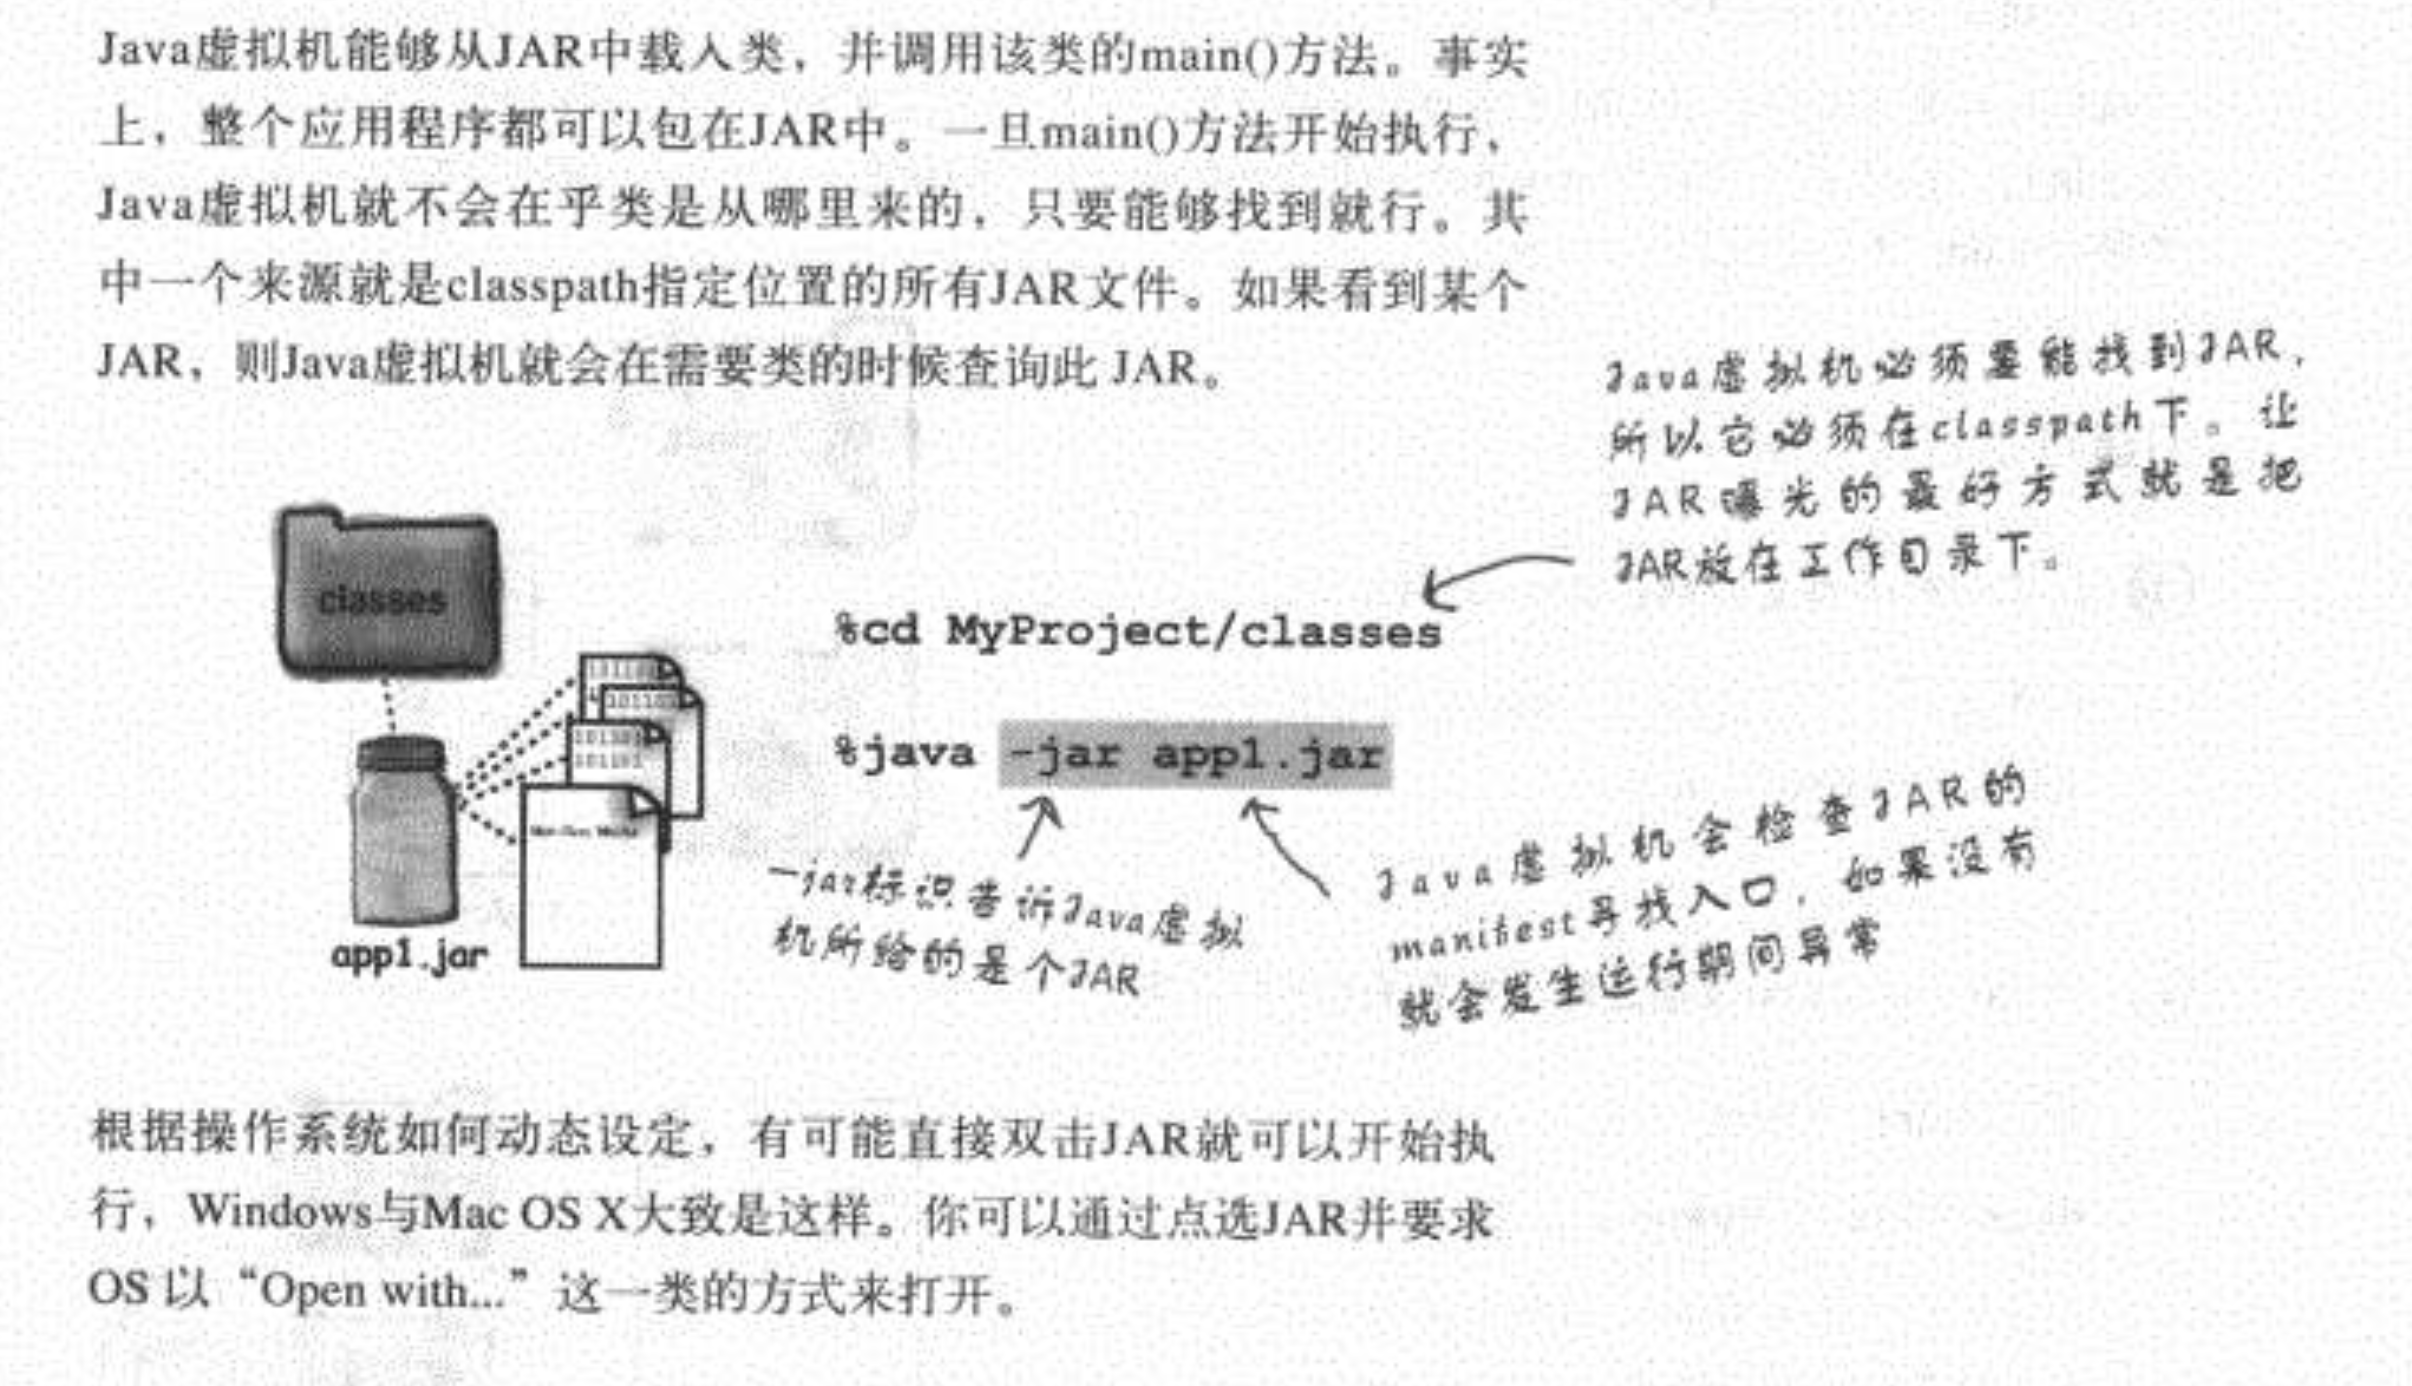 Java虚拟机能够从JAR中载入类，并调用该类的main()方法。事实
上，整个应用程序都可以包在JAR中。一旦main()方法开始执行，
Java虚拟机就不会在乎类是从哪里来的，只要能够找到就行。其
中一个来源就是classpath指定位置的所有JAR文件。如果看到某个
JAR，则Java虚拟机就会在需要类的时候查询此 JAR。
Java虚拟机必须要能找到JAR，
所以它必须在classpath下。让
JAR曝光的最好方式就是把
JAR放在工作目录下。
classes
%cd MyProject/classes
101101
101101
101101
%java -jar app1.jar
app1.jar
-jar标识告诉Java虚拟
机所给的是个JAR
Java虚拟机会检查JAR的
manifest寻找入口，如果没有
就会发生运行期间异常
根据操作系统如何动态设定，有可能直接双击JAR就可以开始执
行，Windows与Mac OS X大致是这样。你可以通过点选JAR并要求
OS 以“Open with...”这一类的方式来打开。